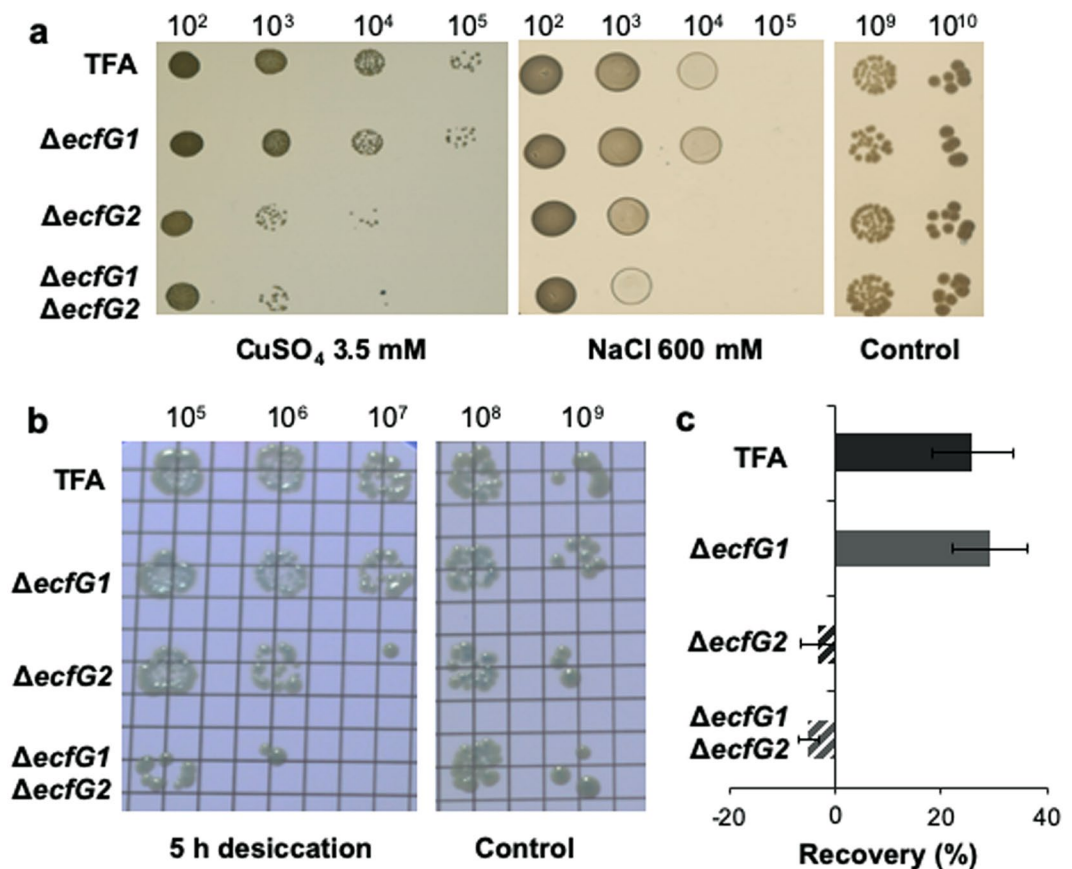 a
10² 10³ 10⁴ 10⁵ 10² 10³ 10⁴ 10⁵ 10⁹ 10¹⁰
TFA
ΔecfG1
ΔecfG2
ΔecfG1
ΔecfG2
CuSO₄ 3.5 mM NaCl 600 mM Control
b
10⁵ 10⁶ 10⁷ 10⁸ 10⁹
TFA
ΔecfG1
ΔecfG2
ΔecfG1
ΔecfG2
5 h desiccation Control
c
TFA
ΔecfG1
ΔecfG2
ΔecfG1
ΔecfG2
-20 0 20 40
Recovery (%)